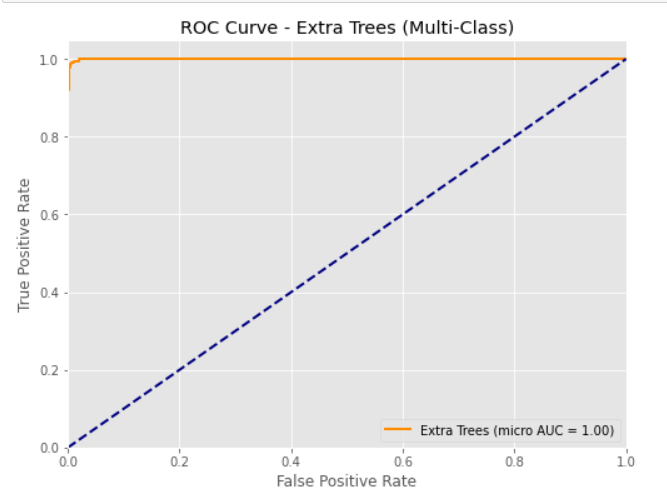 ROC Curve - Extra Trees (Multi-Class)
1.0
0.8
0.6
0.4
0.2
0.0
True Positive Rate
Extra Trees (micro AUC = 1.00)
0.0 0.2 0.4 0.6 0.8 1.0
False Positive Rate